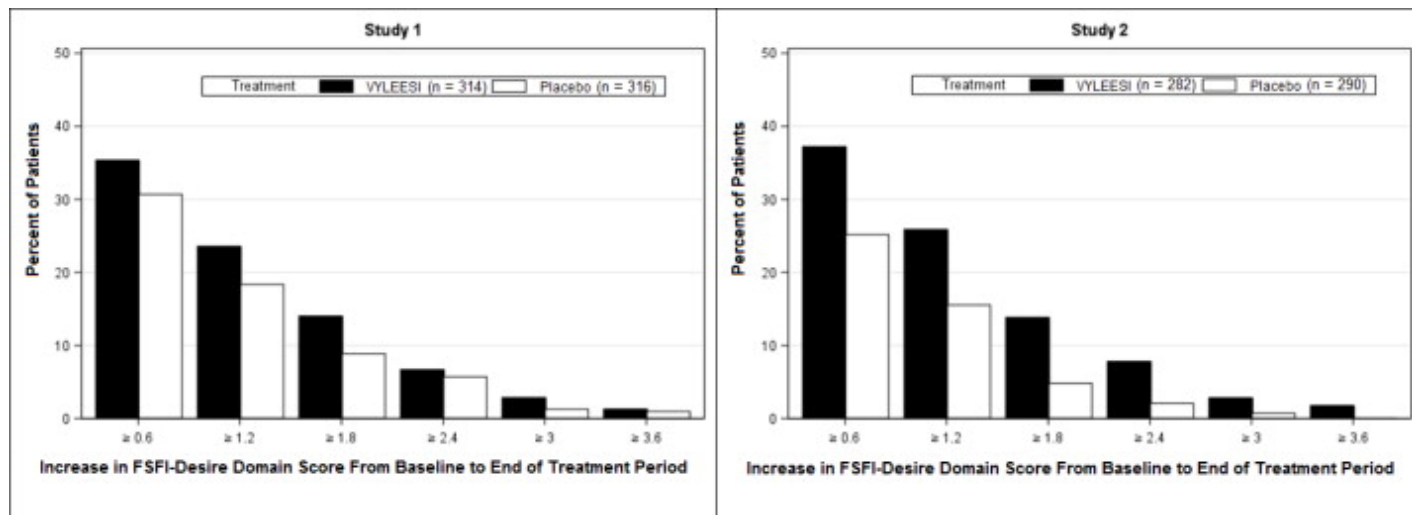 Study 1
50
Treatment VYLEESI (n = 314) Placebo (n = 316)
40
30
20
10
0
Percent of Patients
≥ 0.6 ≥ 1.2 ≥ 1.8 ≥ 2.4 ≥ 3 ≥ 3.6
Increase in FSFI-Desire Domain Score From Baseline to End of Treatment Period
Study 2
50
Treatment VYLEESI (n = 282) Placebo (n = 290)
40
30
20
10
0
Percent of Patients
≥ 0.6 ≥ 1.2 ≥ 1.8 ≥ 2.4 ≥ 3 ≥ 3.6
Increase in FSFI-Desire Domain Score From Baseline to End of Treatment Period